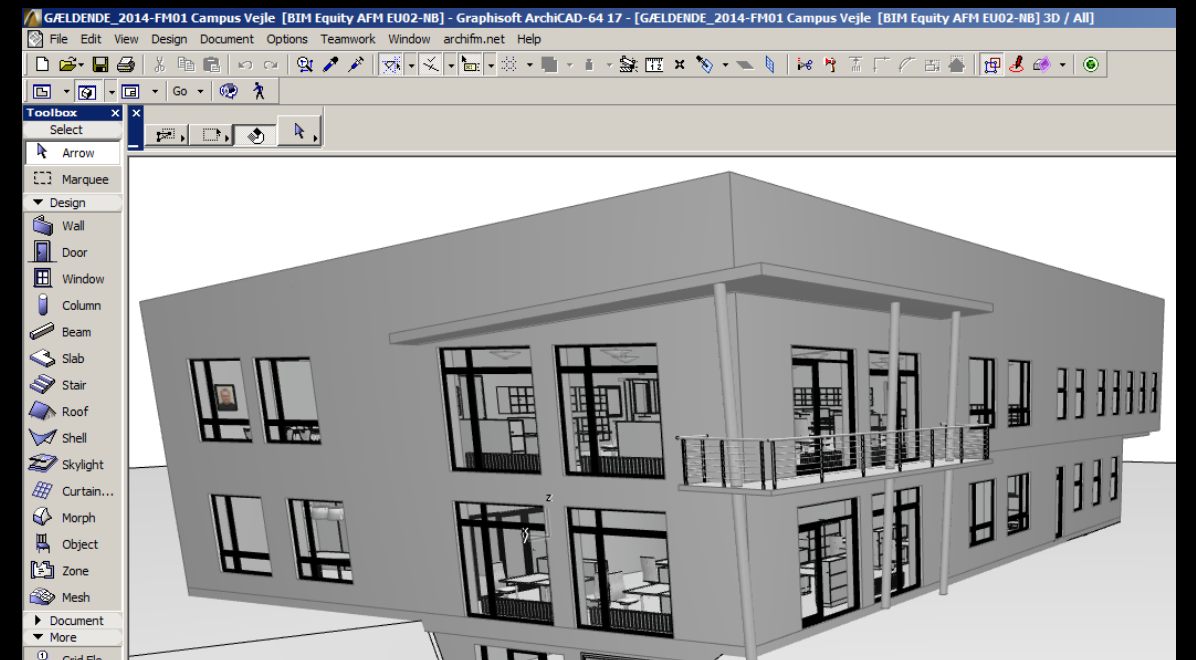 GÆLDENDE_2014-FM01 Campus Vejle [BIM Equity AFM EU02-NB] - Graphisoft ArchiCAD-64 17 - [GÆLDENDE_2014-FM01 Campus Vejle [BIM Equity AFM EU02-NB] 3D / All]
File Edit View Design Document Options Teamwork Window archifm.net Help
Go
Toolbox
Select
Arrow
Marquee
Design
Wall
Door
Window
Column
Beam
Slab
Stair
Roof
Shell
Skylight
Curtain...
Morph
Object
Zone
Mesh
Document
More
Grid Ele
z